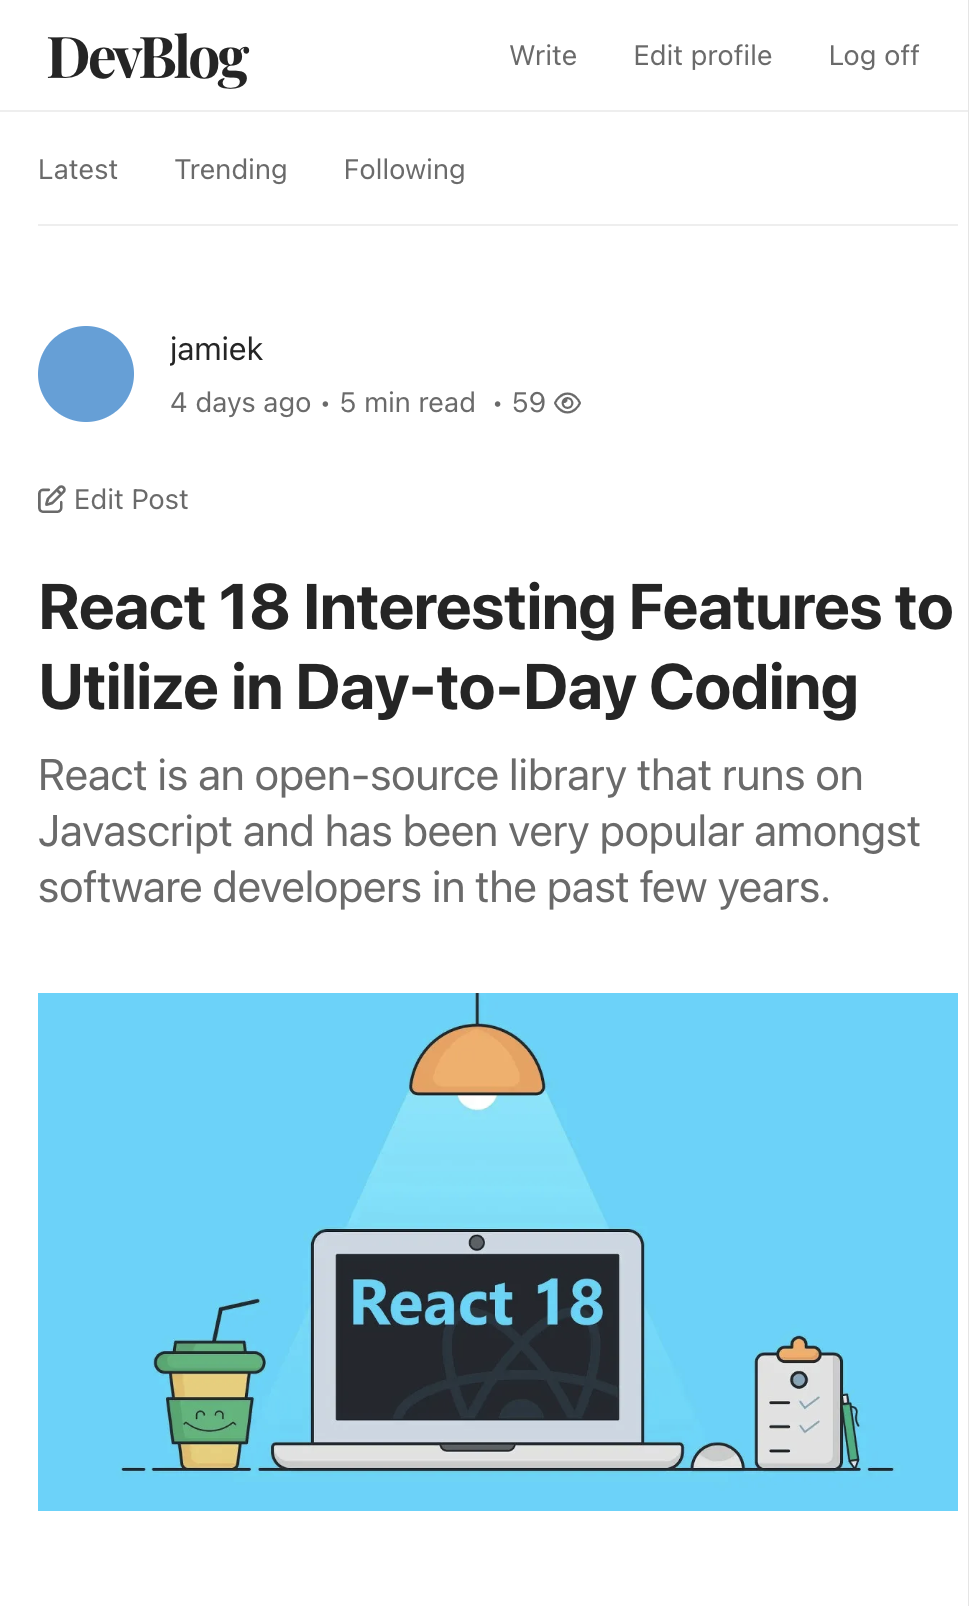 DevBlog
Write Edit profile Log off
Latest Trending Following
jamiek
4 days ago • 5 min read • 59
Edit Post
React 18 Interesting Features to
Utilize in Day-to-Day Coding
React is an open-source library that runs on
Javascript and has been very popular amongst
software developers in the past few years.
React 18